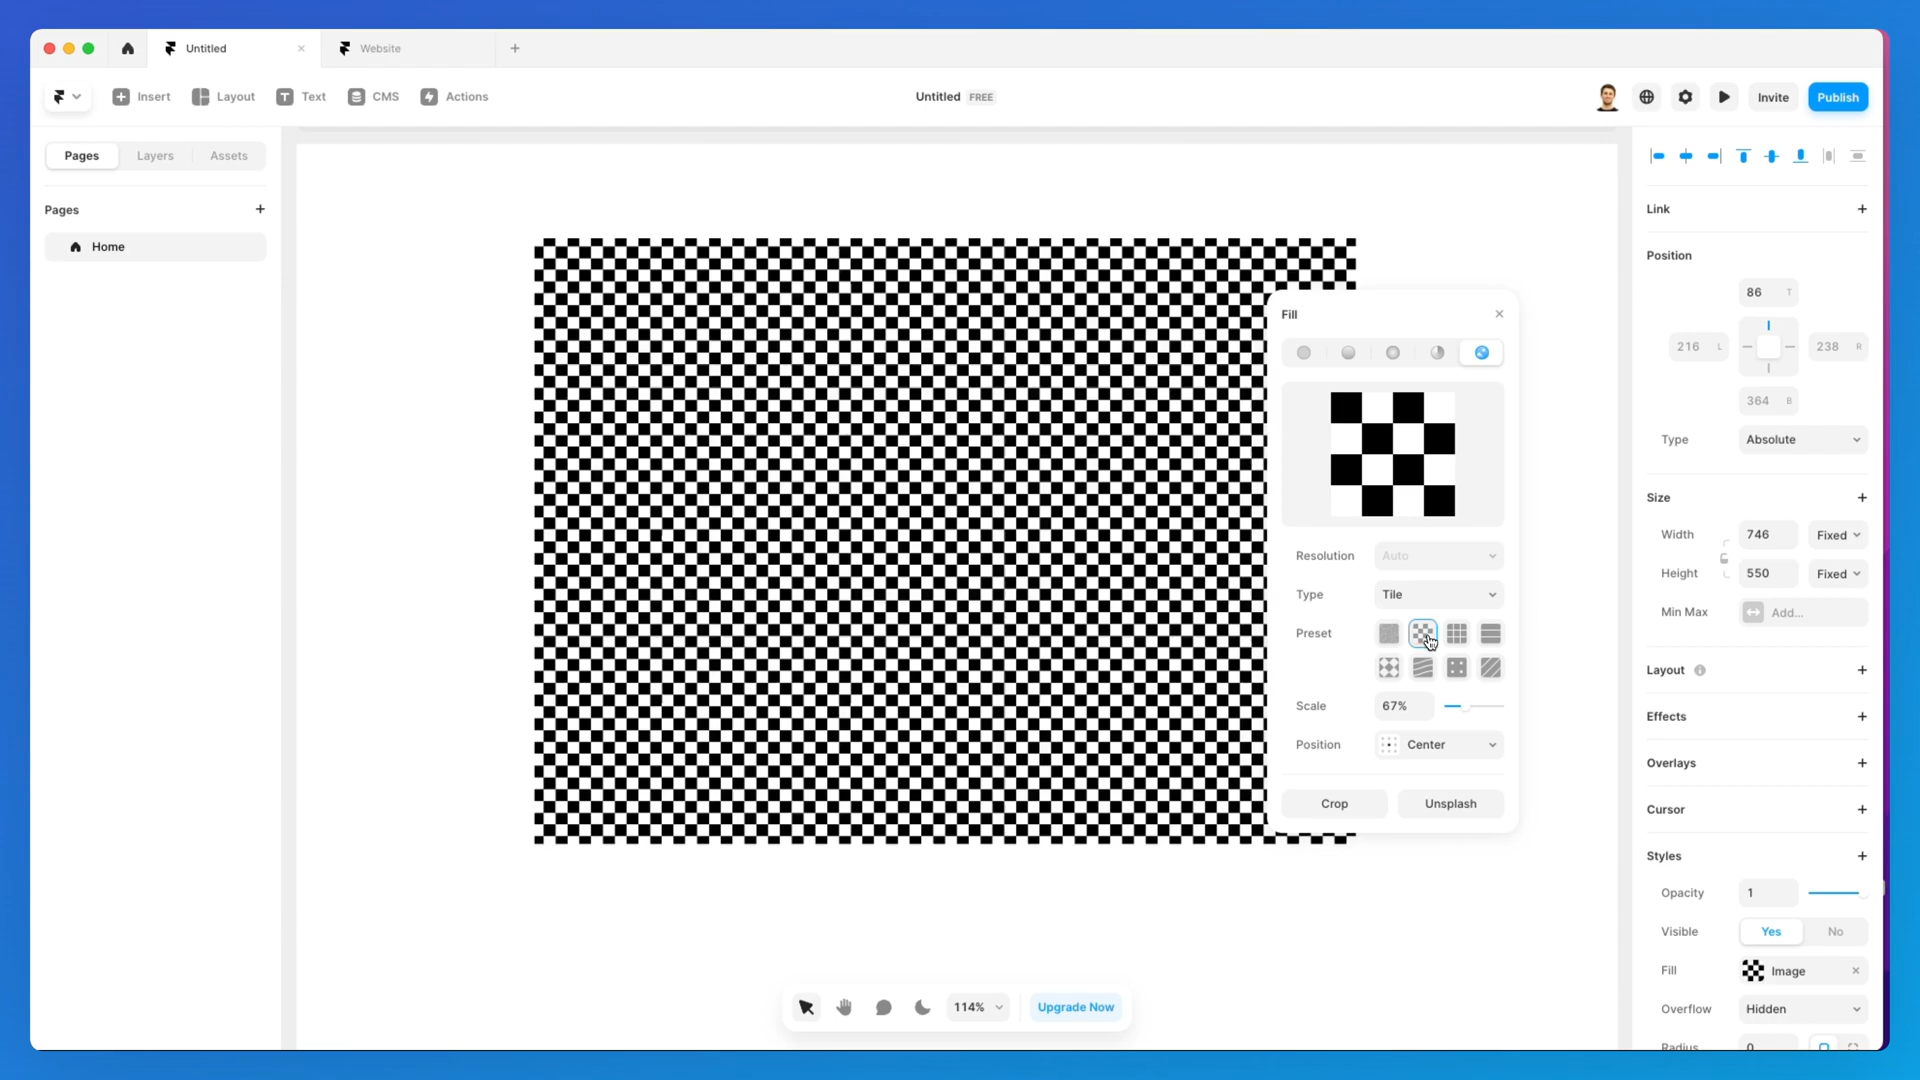 Untitled
Website
Insert
Layout
Text
CMS
Actions
Untitled FREE
Invite
Publish
Pages
Layers
Assets
Pages
Home
Fill
Resolution
Auto
Type
Tile
Preset
Scale
67%
Position
Center
Crop
Unsplash
114%
Upgrade Now
Link
Position
86 T
216 L
238 R
364 B
Type
Absolute
Size
Width
746
Fixed
Height
550
Fixed
Min Max
Add...
Layout
Effects
Overlays
Cursor
Styles
Opacity
1
Visible
Yes
No
Fill
Image
Overflow
Hidden
Radius
0